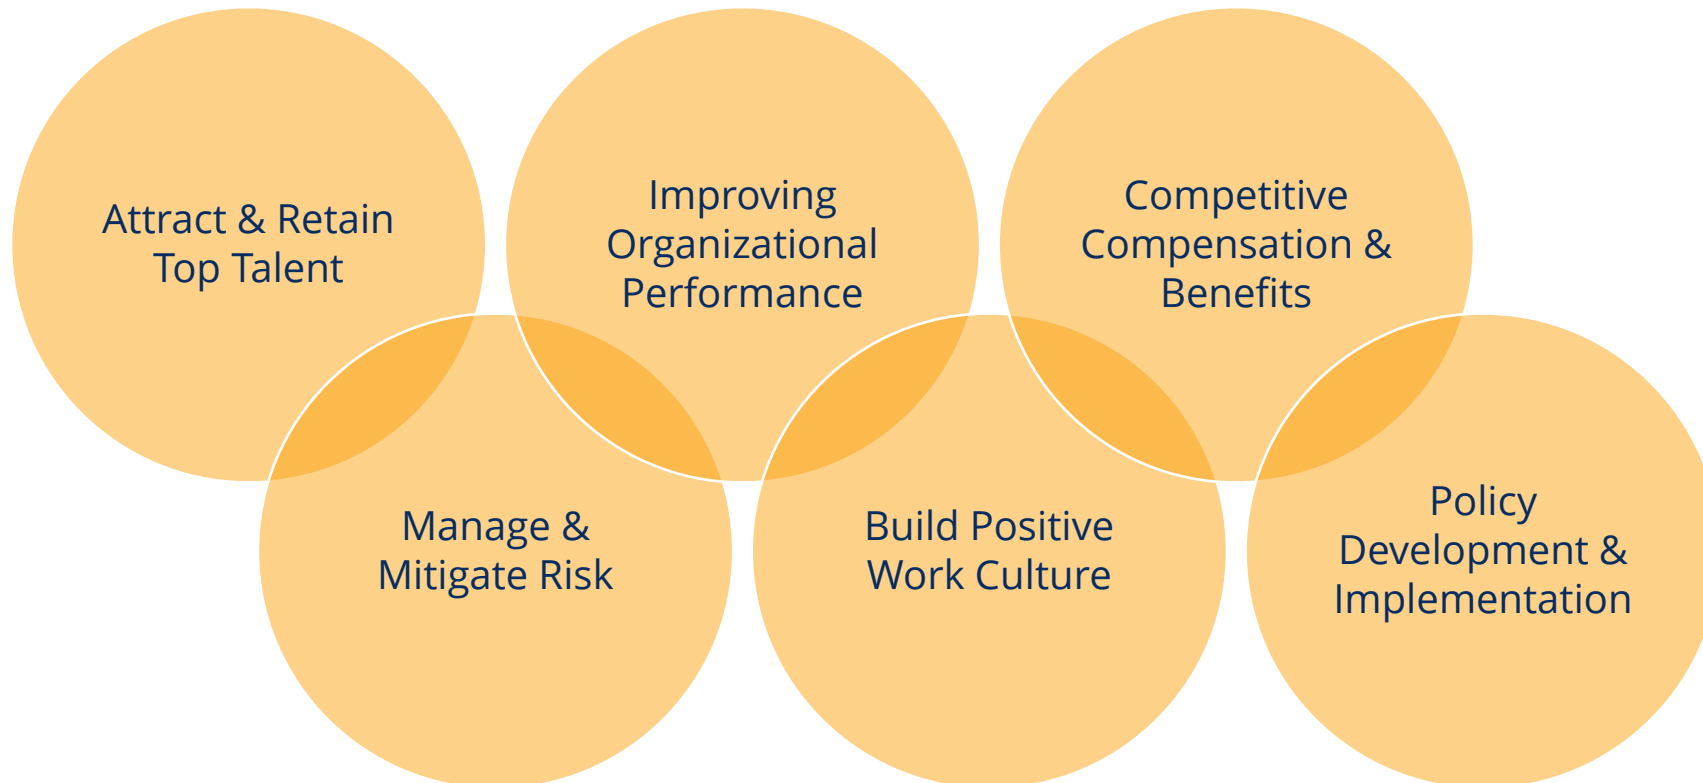 Attract & Retain
Top Talent
Improving
Organizational
Performance
Competitive
Compensation &
Benefits
Manage &
Mitigate Risk
Build Positive
Work Culture
Policy
Development &
Implementation